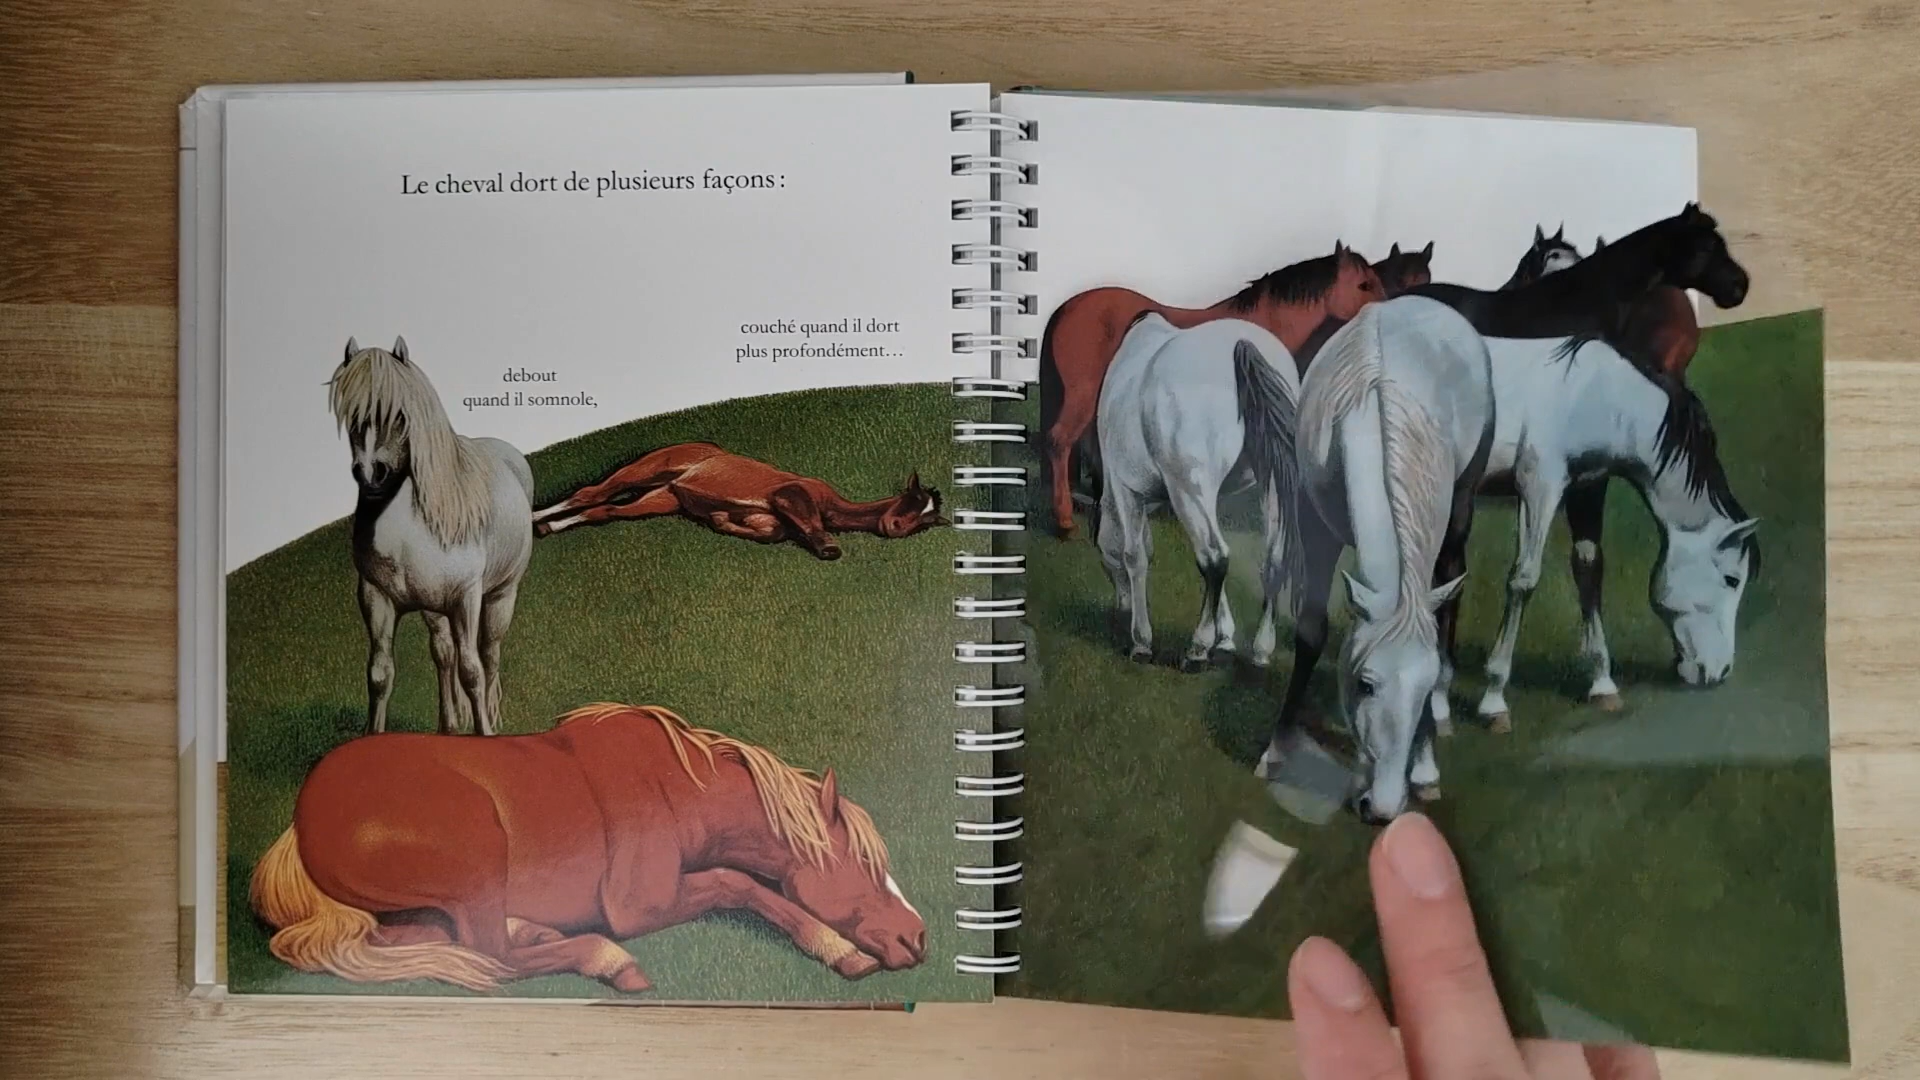 Le cheval dort de plusieurs façons :
debout
quand il somnole,
couché quand il dort
plus profondément…